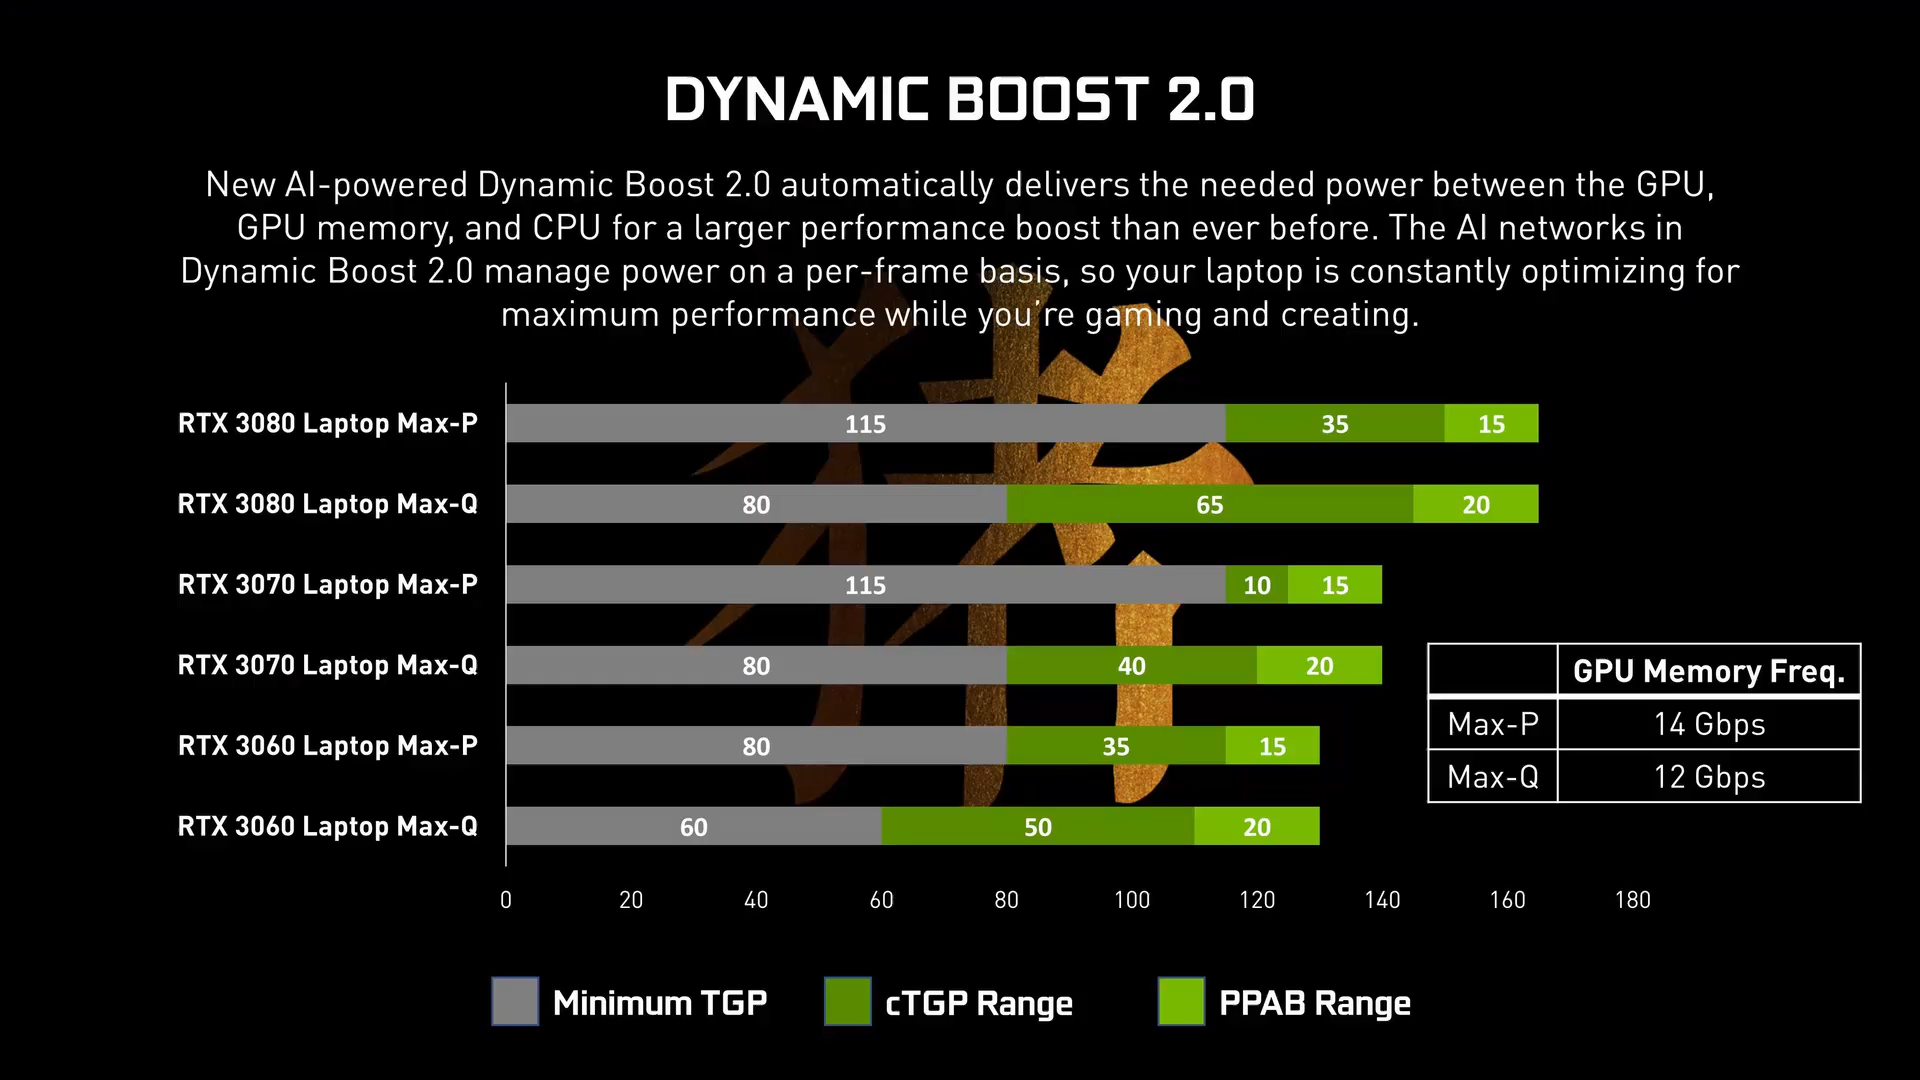 DYNAMIC BOOST 2.0
New AI-powered Dynamic Boost 2.0 automatically delivers the needed power between the GPU,
GPU memory, and CPU for a larger performance boost than ever before. The AI networks in
Dynamic Boost 2.0 manage power on a per-frame basis, so your laptop is constantly optimizing for
maximum performance while you're gaming and creating.
RTX 3080 Laptop Max-P 115 35 15
RTX 3080 Laptop Max-Q 80 65 20
RTX 3070 Laptop Max-P 115 10 15
RTX 3070 Laptop Max-Q 80 40 20
RTX 3060 Laptop Max-P 80 35 15
RTX 3060 Laptop Max-Q 60 50 20
0 20 40 60 80 100 120 140 160 180
GPU Memory Freq.
Max-P 14 Gbps
Max-Q 12 Gbps
Minimum TGP cTGP Range PPAB Range